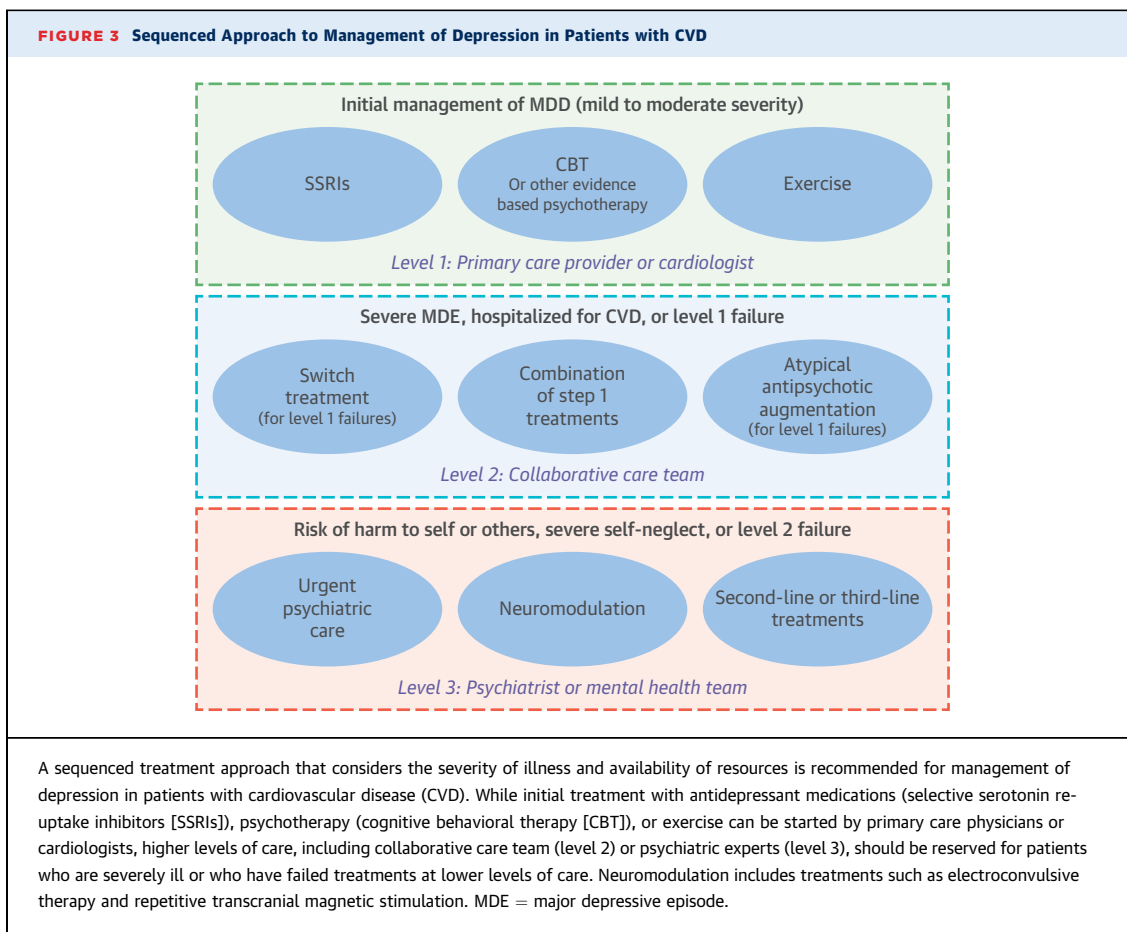 FIGURE 3 Sequenced Approach to Management of Depression in Patients with CVD
Initial management of MDD (mild to moderate severity)
SSRIs
CBT
Or other evidence
based psychotherapy
Exercise
Level 1: Primary care provider or cardiologist
Severe MDE, hospitalized for CVD, or level 1 failure
Switch
treatment
(for level 1 failures)
Combination
of step 1
treatments
Atypical
antipsychotic
augmentation
(for level 1 failures)
Level 2: Collaborative care team
Risk of harm to self or others, severe self-neglect, or level 2 failure
Urgent
psychiatric
care
Neuromodulation
Second-line or third-line
treatments
Level 3: Psychiatrist or mental health team
A sequenced treatment approach that considers the severity of illness and availability of resources is recommended for management of
depression in patients with cardiovascular disease (CVD). While initial treatment with antidepressant medications (selective serotonin re-
uptake inhibitors [SSRIs]), psychotherapy (cognitive behavioral therapy [CBT]), or exercise can be started by primary care physicians or
cardiologists, higher levels of care, including collaborative care team (level 2) or psychiatric experts (level 3), should be reserved for patients
who are severely ill or who have failed treatments at lower levels of care. Neuromodulation includes treatments such as electroconvulsive
therapy and repetitive transcranial magnetic stimulation. MDE = major depressive episode.